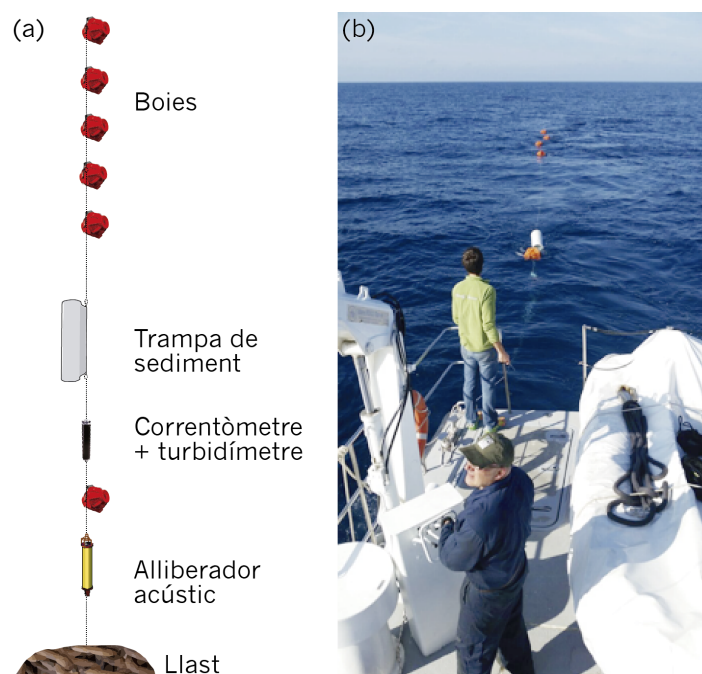 (a)
Boies
Trampa de
sediment
Correntòmetre
+ turbidímetre
Alliberador
acústic
Llast
(b)